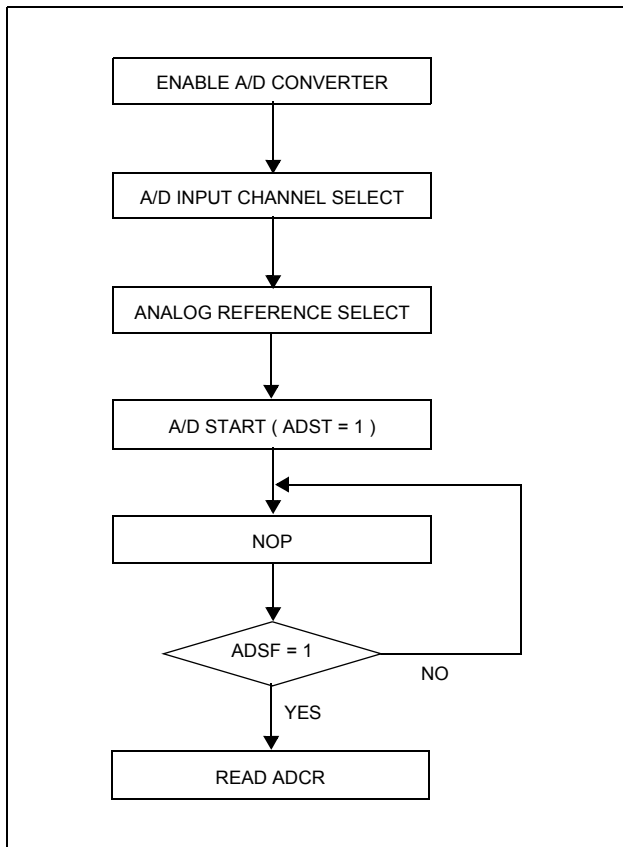 ENABLE A/D CONVERTER
A/D INPUT CHANNEL SELECT
ANALOG REFERENCE SELECT
A/D START ( ADST = 1 )
NOP
ADSF = 1
NO
YES
READ ADCR